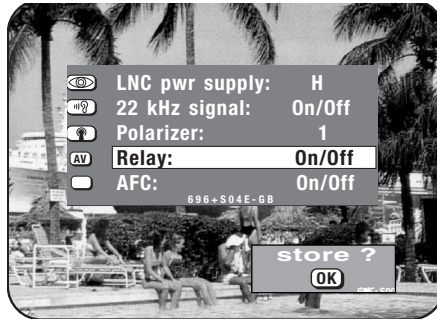 LNC pwr supply: H
22 kHz signal: On/Off
Polarizer: 1
AV Relay: On/Off
AFC: On/Off
696+S04E-GB
store ?
OK